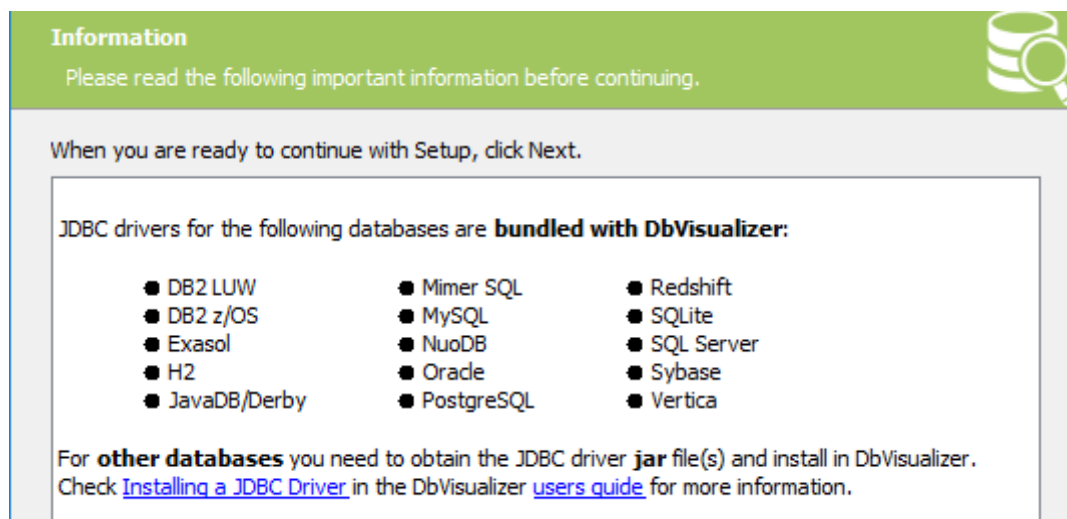 Information
Please read the following important information before continuing.
When you are ready to continue with Setup, click Next.
JDBC drivers for the following databases are bundled with DbVisualizer:
DB2 LUW
DB2 z/OS
Exasol
H2
JavaDB/Derby
Mimer SQL
MySQL
NuoDB
Oracle
PostgreSQL
Redshift
SQLite
SQL Server
Sybase
Vertica
For other databases you need to obtain the JDBC driver jar file(s) and install in DbVisualizer.
Check Installing a JDBC Driver in the DbVisualizer users guide for more information.